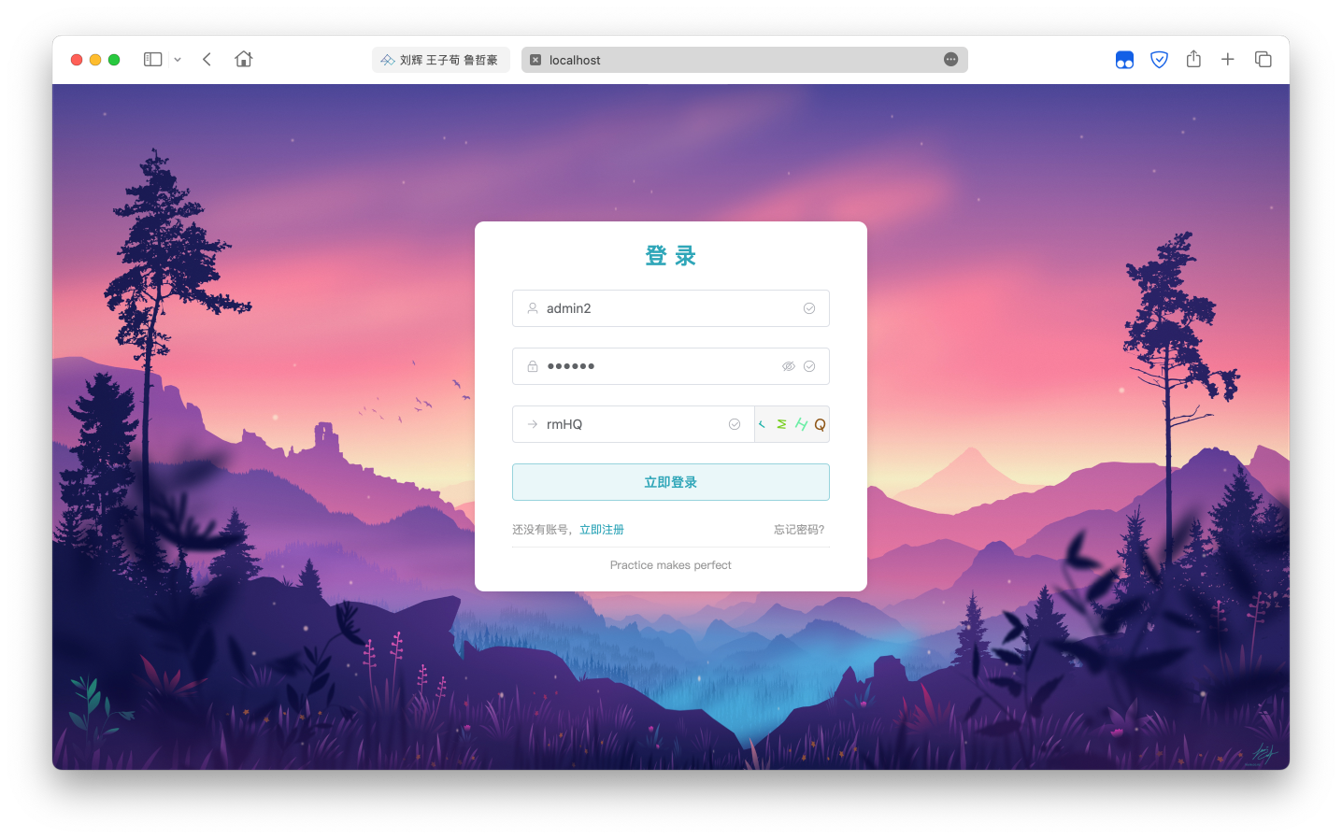 刘辉 王子荀 鲁哲豪
localhost
登 录
admin2
rmHQ
r M H Q
立即登录
还没有账号，立即注册
忘记密码?
Practice makes perfect